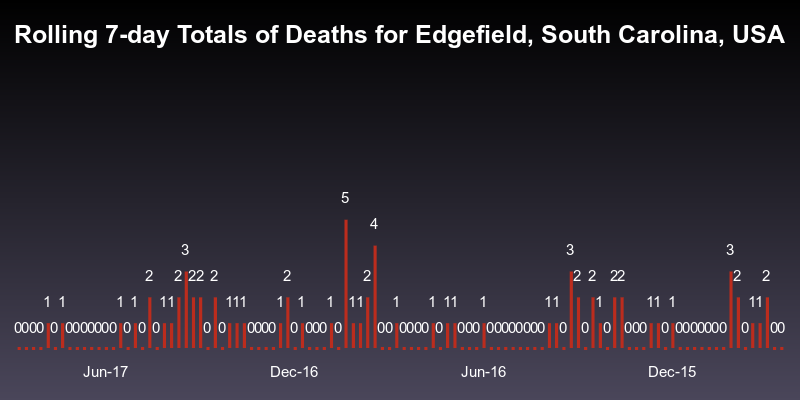 Rolling 7-day Totals of Deaths for Edgefield, South Carolina, USA
5
4
3 3 3
2 2 22 2 2 2 2 2 22 2 2
1 1 1 1 11 111 1 1 1 11 1 1 11 1 11 1 11 1 11
0000 0 0000000 0 0 0 0 0 0000 0 000 0 00 0000 0 000 00000000 0 0 0 000 0 0000000 0 00
Jun-17 Dec-16 Jun-16 Dec-15